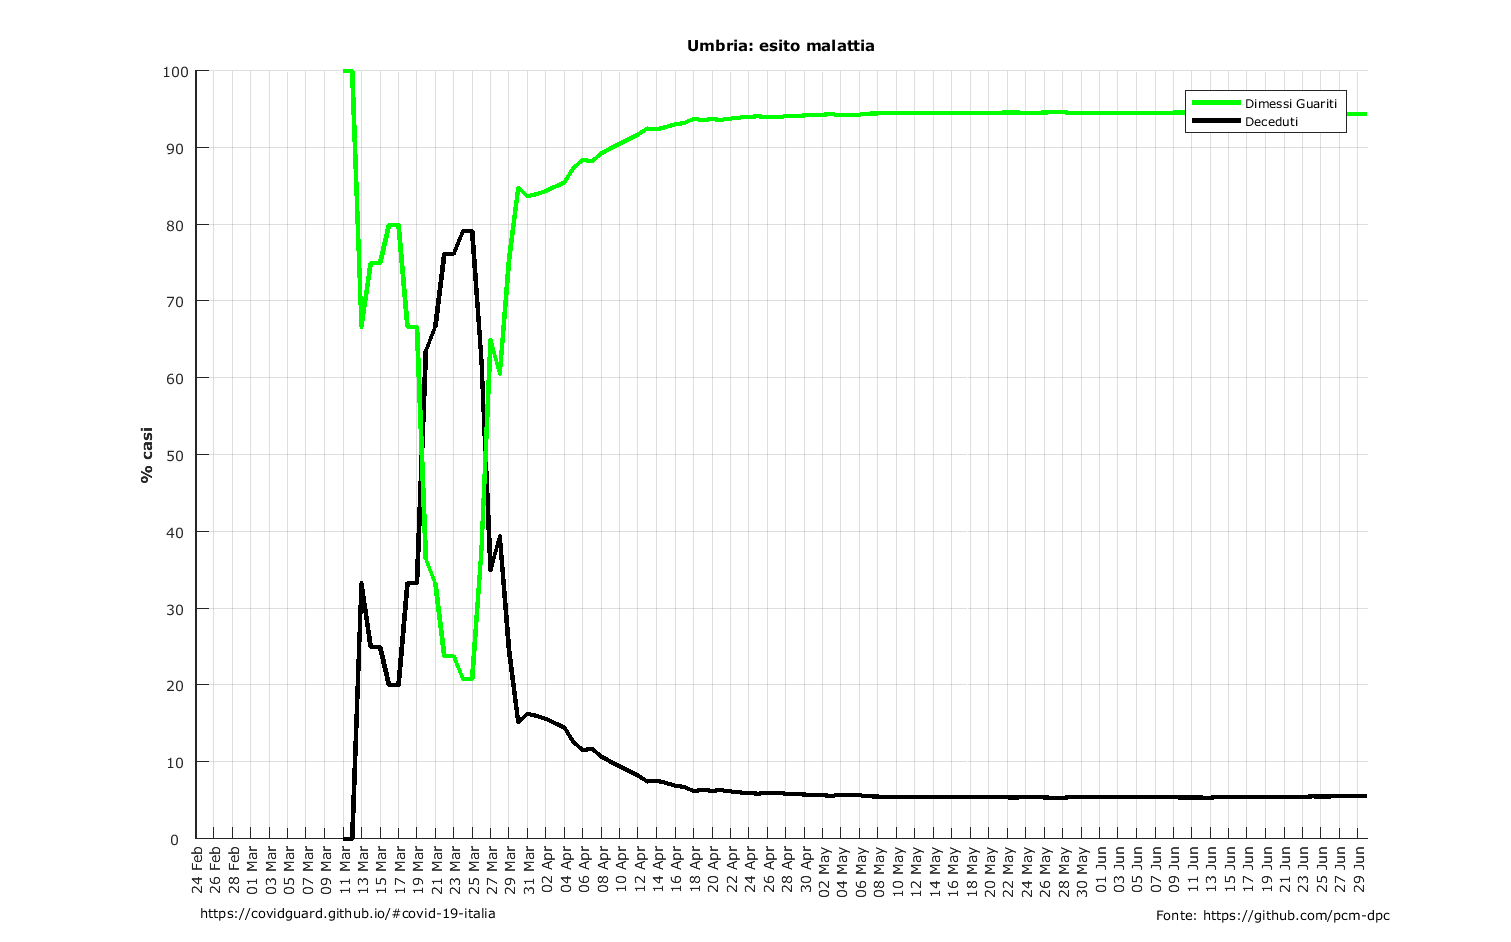 Umbria: esito malattia
100
90
80
70
60
50
40
30
20
10
0
% casi
Dimessi Guariti
Deceduti
24 Feb
26 Feb
28 Feb
01 Mar
03 Mar
05 Mar
07 Mar
09 Mar
11 Mar
13 Mar
15 Mar
17 Mar
19 Mar
21 Mar
23 Mar
25 Mar
27 Mar
29 Mar
31 Mar
02 Apr
04 Apr
06 Apr
08 Apr
10 Apr
12 Apr
14 Apr
16 Apr
18 Apr
20 Apr
22 Apr
24 Apr
26 Apr
28 Apr
30 Apr
02 May
04 May
06 May
08 May
10 May
12 May
14 May
16 May
18 May
20 May
22 May
24 May
26 May
28 May
30 May
01 Jun
03 Jun
05 Jun
07 Jun
09 Jun
11 Jun
13 Jun
15 Jun
17 Jun
19 Jun
21 Jun
23 Jun
25 Jun
27 Jun
29 Jun
https://covidguard.github.io/#covid-19-italia
Fonte: https://github.com/pcm-dpc